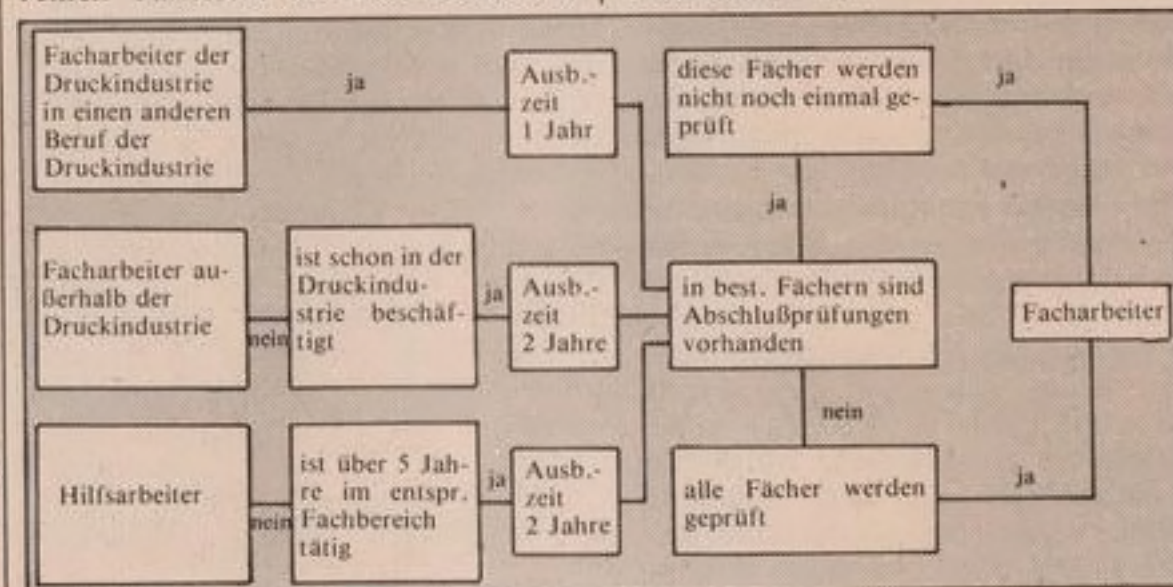 Facharbeiter der
Druckindustrie
in einen anderen
Beruf der
Druckindustrie
ja
Ausb.-
zeit
1 Jahr
diese Fächer werden
nicht noch einmal ge-
prüft
ja
ja
Facharbeiter au-
ßerhalb der
Druckindustrie
nein
ist schon in der
Druckindu-
strie beschäf-
tigt
ja
Ausb.-
zeit
2 Jahre
in best. Fächern sind
Abschlußprüfungen
vorhanden
Facharbeiter
nein
Hilfsarbeiter
nein
ist über 5 Jah-
re im entspr.
Fachbereich
tätig
ja
Ausb.-
zeit
2 Jahre
alle Fächer werden
geprüft
ja